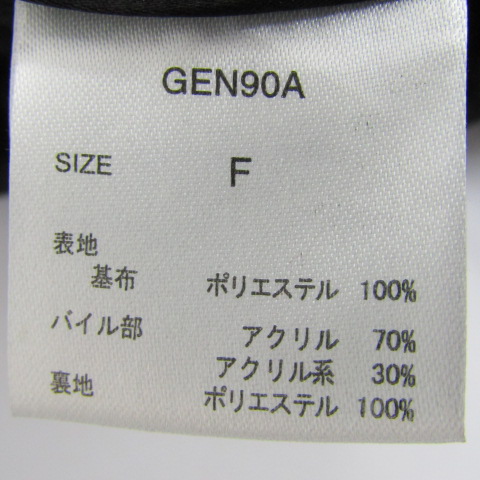 GEN90A
SIZE F
表地
基布 ポリエステル 100%
パイル部 アクリル 70%
アクリル系 30%
裏地 ポリエステル 100%